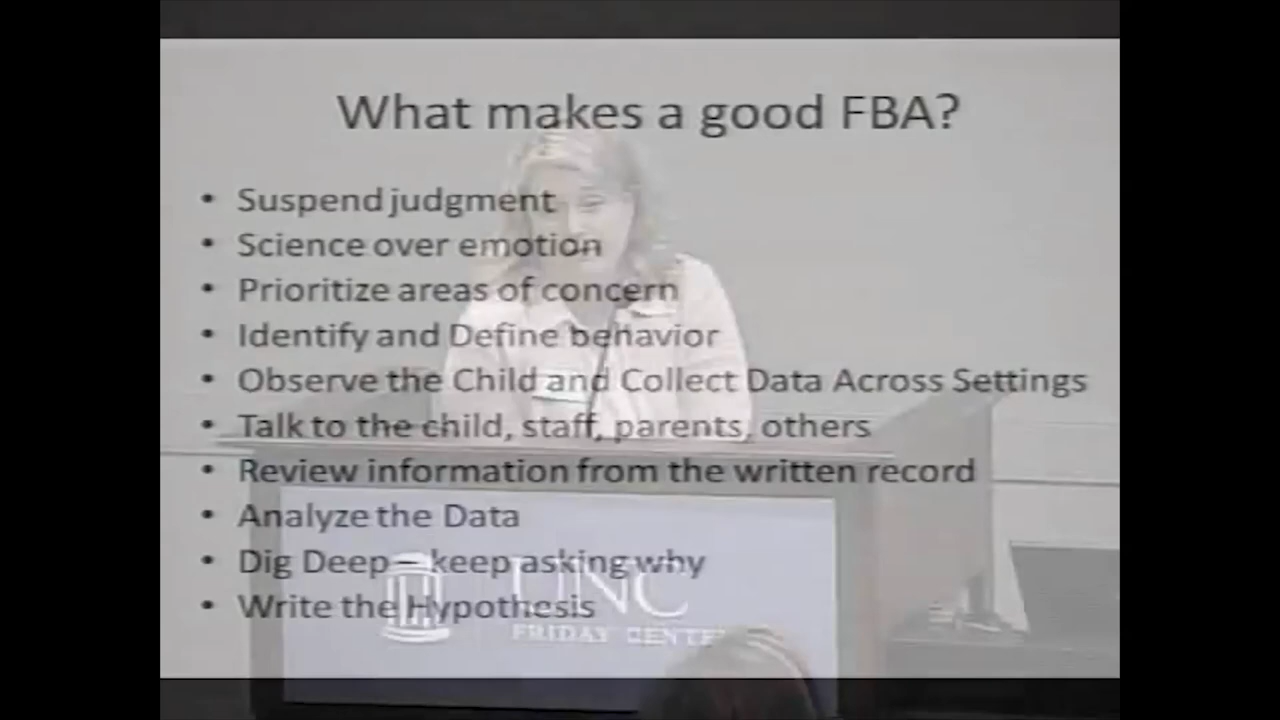 What makes a good FBA?
• Suspend judgment
• Science over emotion
• Prioritize areas of concern
• Identify and Define behavior
• Observe the Child and Collect Data Across Settings
• Talk to the child, staff, parents, others
• Review information from the written record
• Analyze the Data
• Dig Deep – keep asking why
• Write the Hypothesis
UNC
FRIDAY CENTER